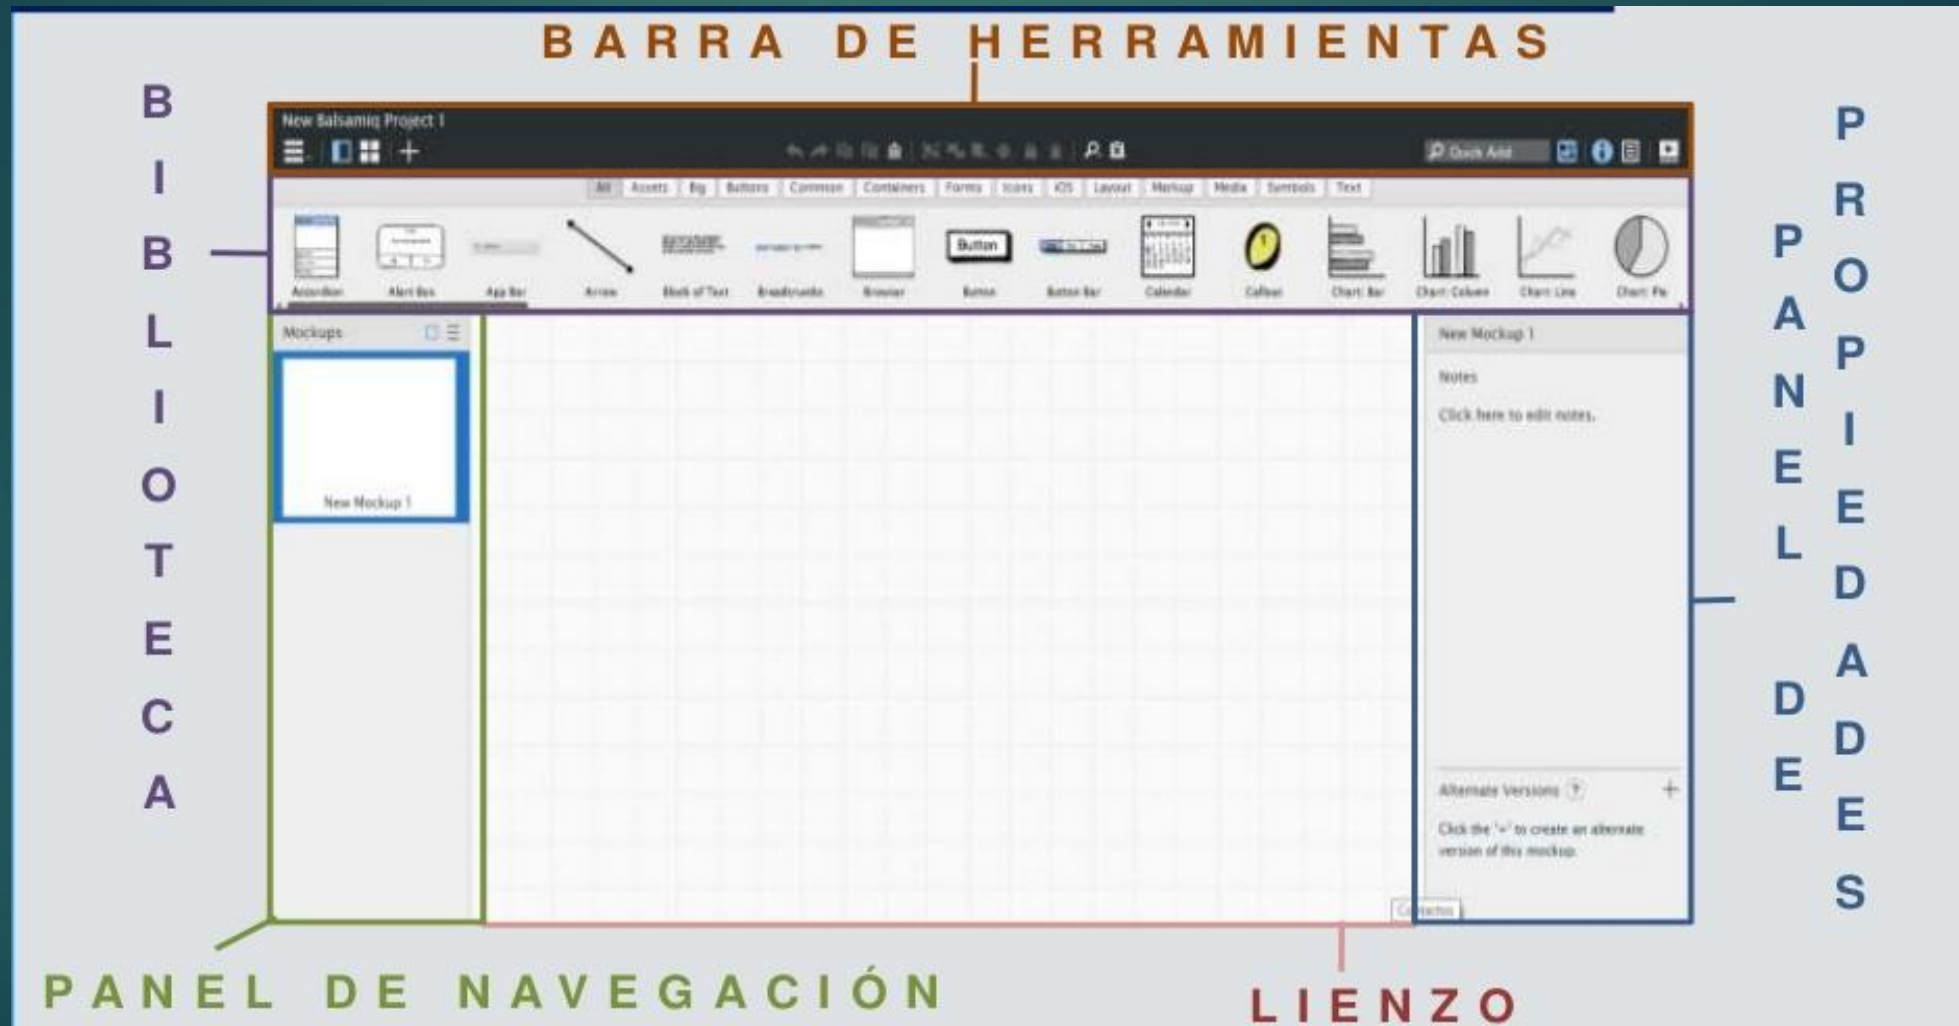 BARRA DE HERRAMIENTAS
BIBLIOTECA
PANEL DE
PROPIEDADES
New Balsamiq Project 1
Quick Add
All Assets Big Buttons Common Containers Forms Icons iOS Layout Markup Media Symbols Text
Button
Accordion Alert Box App Bar Arrow Block of Text Breadcrumbs Browser Button Button Bar Calendar Callout Chart: Bar Chart: Column Chart: Line Chart: Pie
Mockups
New Mockup 1
New Mockup 1
Notes
Click here to edit notes.
Alternate Versions ?
Click the "+" to create an alternate
version of this mockup.
PANEL DE NAVEGACIÓN
LIENZO